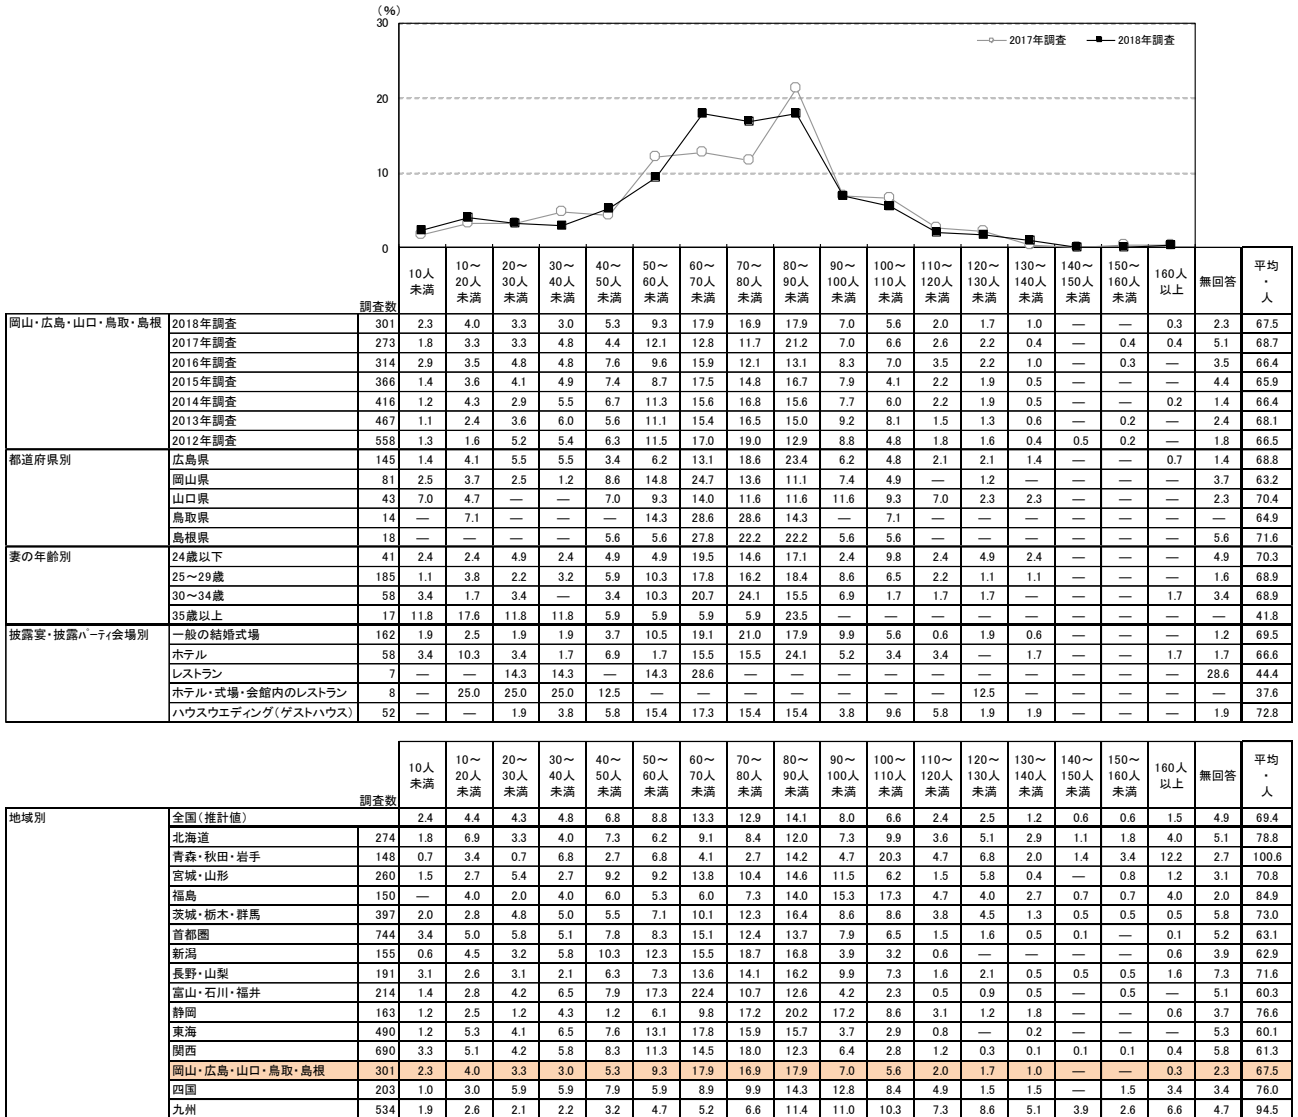 (%)
30
20
10
0
2017年調査 2018年調査
調査数 10人未満 10～20人未満 20～30人未満 30～40人未満 40～50人未満 50～60人未満 60～70人未満 70～80人未満 80～90人未満 90～100人未満 100～110人未満 110～120人未満 120～130人未満 130～140人未満 140～150人未満 150～160人未満 160人以上 無回答 平均・人
岡山・広島・山口・鳥取・島根 2018年調査 301 2.3 4.0 3.3 3.0 5.3 9.3 17.9 16.9 17.9 7.0 5.6 2.0 1.7 1.0 — — 0.3 2.3 67.5
2017年調査 273 1.8 3.3 3.3 4.8 4.4 12.1 12.8 11.7 21.2 7.0 6.6 2.6 2.2 0.4 — 0.4 0.4 5.1 68.7
2016年調査 314 2.9 3.5 4.8 4.8 7.6 9.6 15.9 12.1 13.1 8.3 7.0 3.5 2.2 1.0 — 0.3 — 3.5 66.4
2015年調査 366 1.4 3.6 4.1 4.9 7.4 8.7 17.5 14.8 16.7 7.9 4.1 2.2 1.9 0.5 — — — 4.4 65.9
2014年調査 416 1.2 4.3 2.9 5.5 6.7 11.3 15.6 16.8 15.6 7.7 6.0 2.2 1.9 0.5 — — 0.2 1.4 66.4
2013年調査 467 1.1 2.4 3.6 6.0 5.6 11.1 15.4 16.5 15.0 9.2 8.1 1.5 1.3 0.6 — 0.2 — 2.4 68.1
2012年調査 558 1.3 1.6 5.2 5.4 6.3 11.5 17.0 19.0 12.9 8.8 4.8 1.8 1.6 0.4 0.5 0.2 — 1.8 66.5
都道府県別 広島県 145 1.4 4.1 5.5 5.5 3.4 6.2 13.1 18.6 23.4 6.2 4.8 2.1 2.1 1.4 — — 0.7 1.4 68.8
岡山県 81 2.5 3.7 2.5 1.2 8.6 14.8 24.7 13.6 11.1 7.4 4.9 — 1.2 — — — — 3.7 63.2
山口県 43 7.0 4.7 — — 7.0 9.3 14.0 11.6 11.6 11.6 9.3 7.0 2.3 2.3 — — — 2.3 70.4
鳥取県 14 — 7.1 — — — 14.3 28.6 28.6 14.3 — 7.1 — — — — — — — 64.9
島根県 18 — — — — 5.6 5.6 27.8 22.2 22.2 5.6 5.6 — — — — — — 5.6 71.6
妻の年齢別 24歳以下 41 2.4 2.4 4.9 2.4 4.9 4.9 19.5 14.6 17.1 2.4 9.8 2.4 4.9 2.4 — — — 4.9 70.3
25～29歳 185 1.1 3.8 2.2 3.2 5.9 10.3 17.8 16.2 18.4 8.6 6.5 2.2 1.1 1.1 — — — 1.6 68.9
30～34歳 58 3.4 1.7 3.4 — 3.4 10.3 20.7 24.1 15.5 6.9 1.7 1.7 1.7 — — — 1.7 3.4 68.9
35歳以上 17 11.8 17.6 11.8 11.8 5.9 5.9 5.9 5.9 23.5 — — — — — — — — — 41.8
披露宴・披露パーティ会場別 一般の結婚式場 162 1.9 2.5 1.9 1.9 3.7 10.5 19.1 21.0 17.9 9.9 5.6 0.6 1.9 0.6 — — — 1.2 69.5
ホテル 58 3.4 10.3 3.4 1.7 6.9 1.7 15.5 15.5 24.1 5.2 3.4 3.4 — 1.7 — — 1.7 1.7 66.6
レストラン 7 — — 14.3 14.3 — 14.3 28.6 — — — — — — — — — — 28.6 44.4
ホテル・式場・会館内のレストラン 8 — 25.0 25.0 25.0 12.5 — — — — — — — 12.5 — — — — — 37.6
ハウスウエディング(ゲストハウス) 52 — — 1.9 3.8 5.8 15.4 17.3 15.4 15.4 3.8 9.6 5.8 1.9 1.9 — — — 1.9 72.8
調査数 10人未満 10～20人未満 20～30人未満 30～40人未満 40～50人未満 50～60人未満 60～70人未満 70～80人未満 80～90人未満 90～100人未満 100～110人未満 110～120人未満 120～130人未満 130～140人未満 140～150人未満 150～160人未満 160人以上 無回答 平均・人
地域別 全国(推計値) 2.4 4.4 4.3 4.8 6.8 8.8 13.3 12.9 14.1 8.0 6.6 2.4 2.5 1.2 0.6 0.6 1.5 4.9 69.4
北海道 274 1.8 6.9 3.3 4.0 7.3 6.2 9.1 8.4 12.0 7.3 9.9 3.6 5.1 2.9 1.1 1.8 4.0 5.1 78.8
青森・秋田・岩手 148 0.7 3.4 0.7 6.8 2.7 6.8 4.1 2.7 14.2 4.7 20.3 4.7 6.8 2.0 1.4 3.4 12.2 2.7 100.6
宮城・山形 260 1.5 2.7 5.4 2.7 9.2 9.2 13.8 10.4 14.6 11.5 6.2 1.5 5.8 0.4 — 0.8 1.2 3.1 70.8
福島 150 — 4.0 2.0 4.0 6.0 5.3 6.0 7.3 14.0 15.3 17.3 4.7 4.0 2.7 0.7 0.7 4.0 2.0 84.9
茨城・栃木・群馬 397 2.0 2.8 4.8 5.0 5.5 7.1 10.1 12.3 16.4 8.6 8.6 3.8 4.5 1.3 0.5 0.5 0.5 5.8 73.0
首都圏 744 3.4 5.0 5.8 5.1 7.8 8.3 15.1 12.4 13.7 7.9 6.5 1.5 1.6 0.5 0.1 — 0.1 5.2 63.1
新潟 155 0.6 4.5 3.2 5.8 10.3 12.3 15.5 18.7 16.8 3.9 3.2 0.6 — — — — 0.6 3.9 62.9
長野・山梨 191 3.1 2.6 3.1 2.1 6.3 7.3 13.6 14.1 16.2 9.9 7.3 1.6 2.1 0.5 0.5 0.5 1.6 7.3 71.6
富山・石川・福井 214 1.4 2.8 4.2 6.5 7.9 17.3 22.4 10.7 12.6 4.2 2.3 0.5 0.9 0.5 — 0.5 — 5.1 60.3
静岡 163 1.2 2.5 1.2 4.3 1.2 6.1 9.8 17.2 20.2 17.2 8.6 3.1 1.2 1.8 — — 0.6 3.7 76.6
東海 490 1.2 5.3 4.1 6.5 7.6 13.1 17.8 15.9 15.7 3.7 2.9 0.8 — 0.2 — — — 5.3 60.1
関西 690 3.3 5.1 4.2 5.8 8.3 11.3 14.5 18.0 12.3 6.4 2.8 1.2 0.3 0.1 0.1 0.1 0.4 5.8 61.3
岡山・広島・山口・鳥取・島根 301 2.3 4.0 3.3 3.0 5.3 9.3 17.9 16.9 17.9 7.0 5.6 2.0 1.7 1.0 — — 0.3 2.3 67.5
四国 203 1.0 3.0 5.9 5.9 7.9 5.9 8.9 9.9 14.3 12.8 8.4 4.9 1.5 1.5 — 1.5 3.4 3.4 76.0
九州 534 1.9 2.6 2.1 2.2 3.2 4.7 5.2 6.6 11.4 11.0 10.3 7.3 8.6 5.1 3.9 2.6 6.6 4.7 94.5